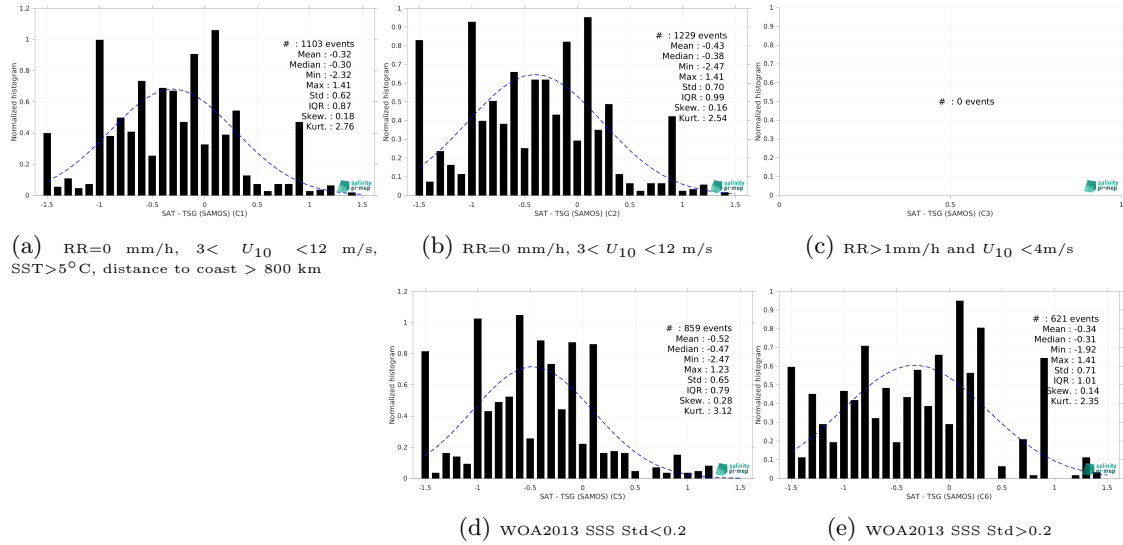 1.2
1
0.8
0.6
0.4
0.2
0
Normalized histogram
# : 1103 events
Mean : -0.32
Median : -0.30
Min : -2.32
Max : 1.41
Std : 0.62
IQR : 0.87
Skew. : 0.18
Kurt. : 2.76
salinity
pi-mep
-1.5 -1 -0.5 0 0.5 1 1.5
SAT - TSG (SAMOS) (C1)
(a) RR=0 mm/h, 3< U10 <12 m/s,
SST>5°C, distance to coast > 800 km
1
0.9
0.8
0.7
0.6
0.5
0.4
0.3
0.2
0.1
0
Normalized histogram
# : 1229 events
Mean : -0.43
Median : -0.38
Min : -2.47
Max : 1.41
Std : 0.70
IQR : 0.99
Skew. : 0.16
Kurt. : 2.54
salinity
pi-mep
-1.5 -1 -0.5 0 0.5 1 1.5
SAT - TSG (SAMOS) (C2)
(b) RR=0 mm/h, 3< U10 <12 m/s
1
0.9
0.8
0.7
0.6
0.5
0.4
0.3
0.2
0.1
0
Normalized histogram
# : 0 events
salinity
pi-mep
0 0.5 1
SAT - TSG (SAMOS) (C3)
(c) RR>1mm/h and U10 <4m/s
1.2
1
0.8
0.6
0.4
0.2
0
Normalized histogram
# : 859 events
Mean : -0.52
Median : -0.47
Min : -2.47
Max : 1.23
Std : 0.65
IQR : 0.79
Skew. : 0.28
Kurt. : 3.12
salinity
pi-mep
-1.5 -1 -0.5 0 0.5 1 1.5
SAT - TSG (SAMOS) (C5)
(d) WOA2013 SSS Std<0.2
1
0.9
0.8
0.7
0.6
0.5
0.4
0.3
0.2
0.1
0
Normalized histogram
# : 621 events
Mean : -0.34
Median : -0.31
Min : -1.92
Max : 1.41
Std : 0.71
IQR : 1.01
Skew. : 0.14
Kurt. : 2.35
salinity
pi-mep
-1.5 -1 -0.5 0 0.5 1 1.5
SAT - TSG (SAMOS) (C6)
(e) WOA2013 SSS Std>0.2